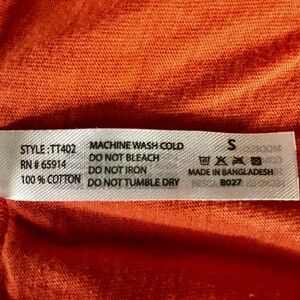 STYLE : TT402
RN # 65914
100 % COTTON
MACHINE WASH COLD
DO NOT BLEACH
DO NOT IRON
DO NOT TUMBLE DRY
S
MADE IN BANGLADESH
B027